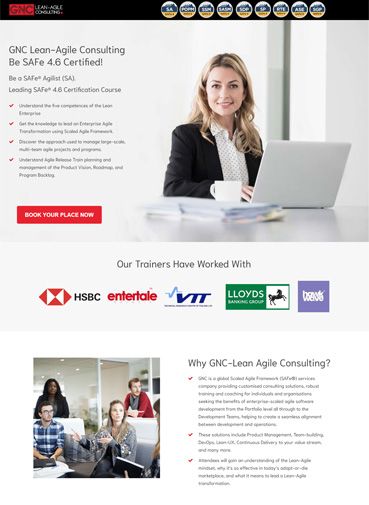 GNC LEAN-AGILE
CONSULTING
SA POPM SSM SASM SDP SP RTE ASE SGP
GNC Lean-Agile Consulting
Be SAFe 4.6 Certified!
Be a SAFe® Agilist (SA).
Leading SAFe® 4.6 Certification Course
Understand the five competences of the Lean
Enterprise
Get the knowledge to lead an Enterprise Agile
Transformation using Scaled Agile Framework.
Discover the approach used to manage large-scale,
multi-team agile projects and programs.
Understand Agile Release Train planning and
management of the Product Vision, Roadmap, and
Program Backlog.
BOOK YOUR PLACE NOW
Our Trainers Have Worked With
HSBC entertale VTT LLOYDS
BANKING GROUP
Why GNC-Lean Agile Consulting?
GNC is a global Scaled Agile Framework (SAFe®) services
company providing customised consulting solutions, robust
training and coaching for individuals and organisations
seeking the benefits of enterprise-scaled agile software
development from the Portfolio level all through to the
Development Teams, helping to create a seamless alignment
between development and operations.
These solutions include Product Management, Team-building,
DevOps, Lean-UX, Continuous Delivery to your value stream,
and many more.
Attendees will gain an understanding of the Lean-Agile
mindset, why it's so effective in today's adapt-or-die
marketplace, and what it means to lead a Lean-Agile
transformation.